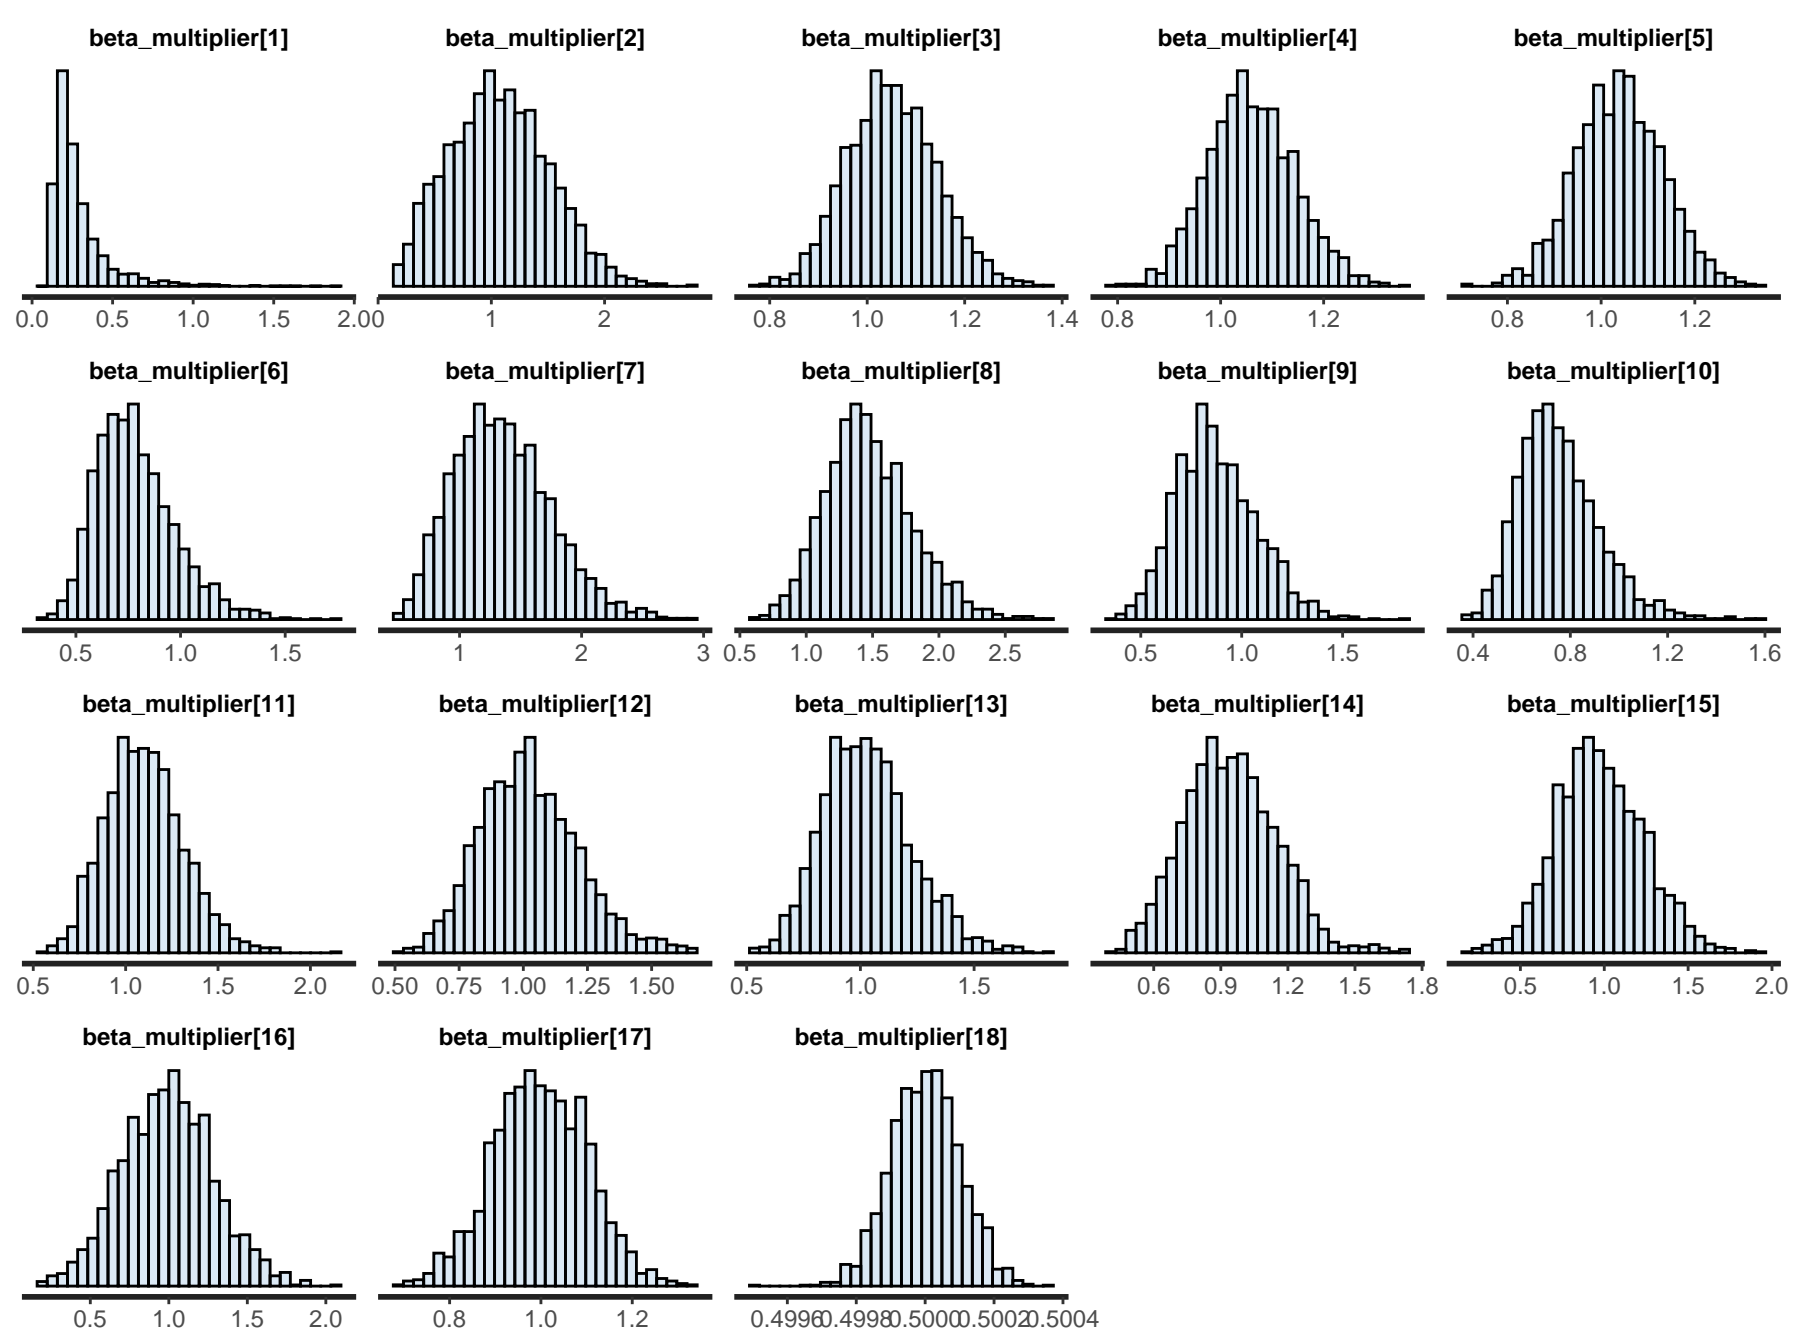 beta_multiplier[1] beta_multiplier[2] beta_multiplier[3] beta_multiplier[4] beta_multiplier[5]
0.0 0.5 1.0 1.5 2.0 0 1 2 0.8 1.0 1.2 1.4 0.8 1.0 1.2 0.8 1.0 1.2
beta_multiplier[6] beta_multiplier[7] beta_multiplier[8] beta_multiplier[9] beta_multiplier[10]
0.5 1.0 1.5 1 2 3 0.5 1.0 1.5 2.0 2.5 0.5 1.0 1.5 0.4 0.8 1.2 1.6
beta_multiplier[11] beta_multiplier[12] beta_multiplier[13] beta_multiplier[14] beta_multiplier[15]
0.5 1.0 1.5 2.0 0.50 0.75 1.00 1.25 1.50 0.5 1.0 1.5 0.6 0.9 1.2 1.5 1.8 0.5 1.0 1.5 2.0
beta_multiplier[16] beta_multiplier[17] beta_multiplier[18]
0.5 1.0 1.5 2.0 0.8 1.0 1.2 0.4996 0.4998 0.5000 0.5002 0.5004